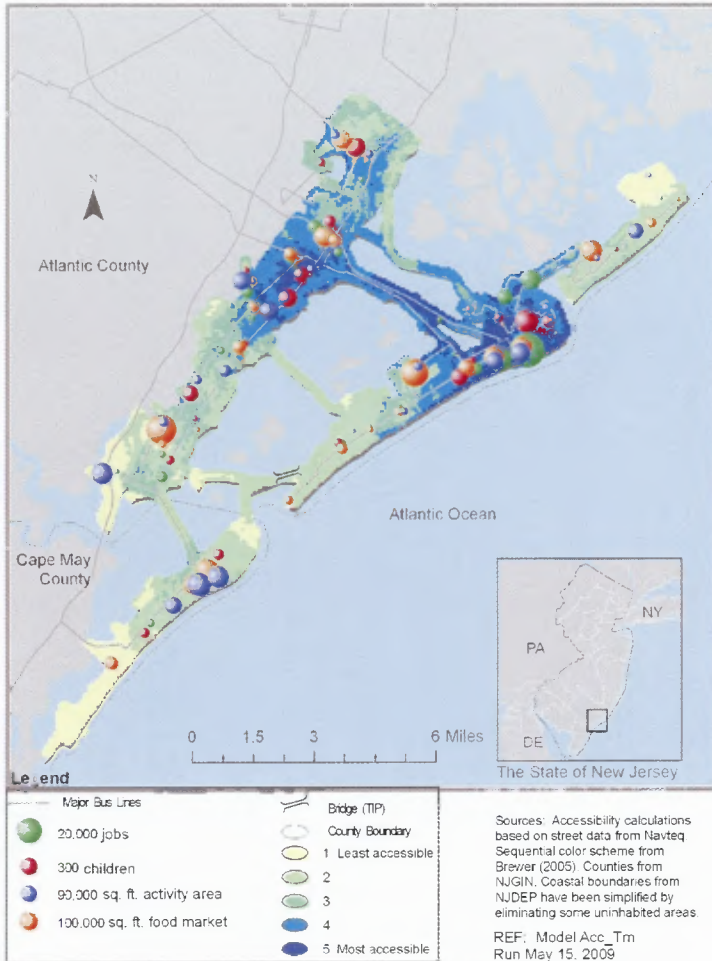 N
Atlantic County
Atlantic Ocean
Cape May
County
NY
PA
DE
0 1.5 3 6 Miles
The State of New Jersey
Legend
Major Bus Lines
20,000 jobs
300 children
90,000 sq. ft. activity area
100,000 sq. ft. food market
Bridge (TIP)
County Boundary
1 Least accessible
2
3
4
5 Most accessible
Sources: Accessibility calculations
based on street data from Navteq
Sequential color scheme from
Brewer (2005) Counties from
NJGIN, Coastal boundaries from
NJDEP have been simplified by
eliminating some uninhabited areas.
REF: Model Acc_Tm
Run May 15, 2009